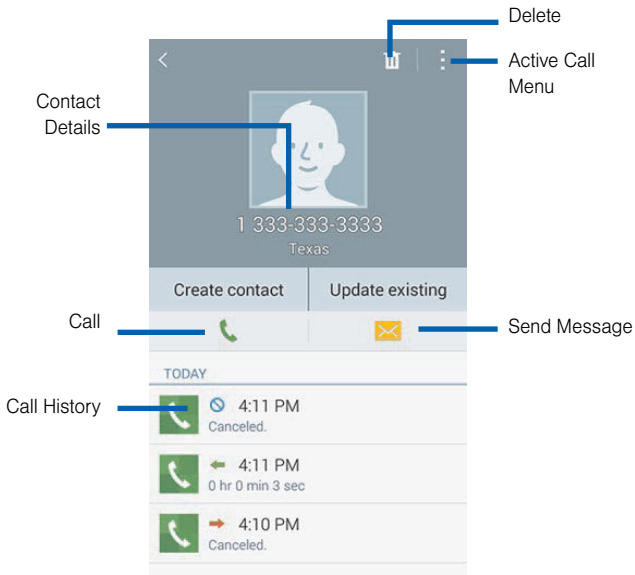 Delete
Active Call
Menu
Contact
Details
1 333-333-3333
Texas
Create contact
Update existing
Call
Send Message
TODAY
Call History
4:11 PM
Canceled.
4:11 PM
0 hr 0 min 3 sec
4:10 PM
Canceled.